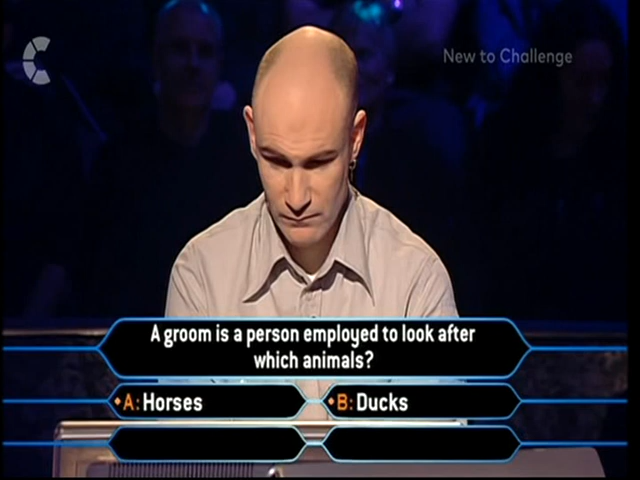 New to Challenge
A groom is a person employed to look after
which animals?
A: Horses
B: Ducks